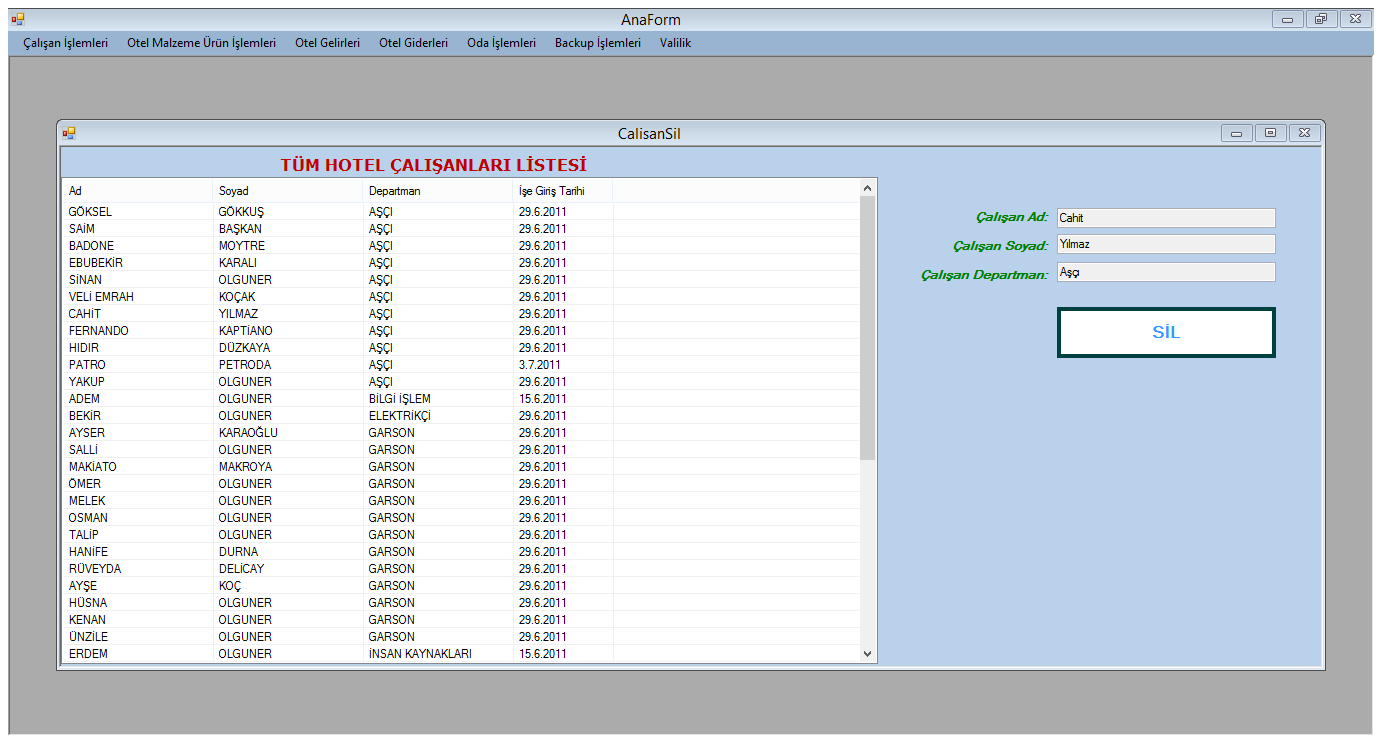 AnaForm
Çalışan İşlemleri Otel Malzeme Ürün İşlemleri Otel Gelirleri Otel Giderleri Oda İşlemleri Backup İşlemleri Valilik
CalisanSil
TÜM HOTEL ÇALIŞANLARI LİSTESİ
Ad Soyad Departman İşe Giriş Tarihi
GÖKSEL GÖKKUŞ AŞÇI 29.6.2011
SAİM BAŞKAN AŞÇI 29.6.2011
BADONE MOYTRE AŞÇI 29.6.2011
EBUBEKİR KARALI AŞÇI 29.6.2011
SİNAN OLGUNER AŞÇI 29.6.2011
VELİ EMRAH KOÇAK AŞÇI 29.6.2011
CAHİT YILMAZ AŞÇI 29.6.2011
FERNANDO KAPTİANO AŞÇI 29.6.2011
HIDIR DÜZKAYA AŞÇI 29.6.2011
PATRO PETRODA AŞÇI 3.7.2011
YAKUP OLGUNER AŞÇI 29.6.2011
ADEM OLGUNER BİLGİ İŞLEM 15.6.2011
BEKİR OLGUNER ELEKTRİKÇİ 29.6.2011
AYSER KARAOĞLU GARSON 29.6.2011
SALLİ OLGUNER GARSON 29.6.2011
MAKİATO MAKROYA GARSON 29.6.2011
ÖMER OLGUNER GARSON 29.6.2011
MELEK OLGUNER GARSON 29.6.2011
OSMAN OLGUNER GARSON 29.6.2011
TALİP OLGUNER GARSON 29.6.2011
HANİFE DURNA GARSON 29.6.2011
RÜVEYDA DELİCAY GARSON 29.6.2011
AYŞE KOÇ GARSON 29.6.2011
HÜSNA OLGUNER GARSON 29.6.2011
KENAN OLGUNER GARSON 29.6.2011
ÜNZİLE OLGUNER GARSON 29.6.2011
ERDEM OLGUNER İNSAN KAYNAKLARI 15.6.2011
Çalışan Ad: Cahit
Çalışan Soyad: Yılmaz
Çalışan Departman: Aşçı
SİL